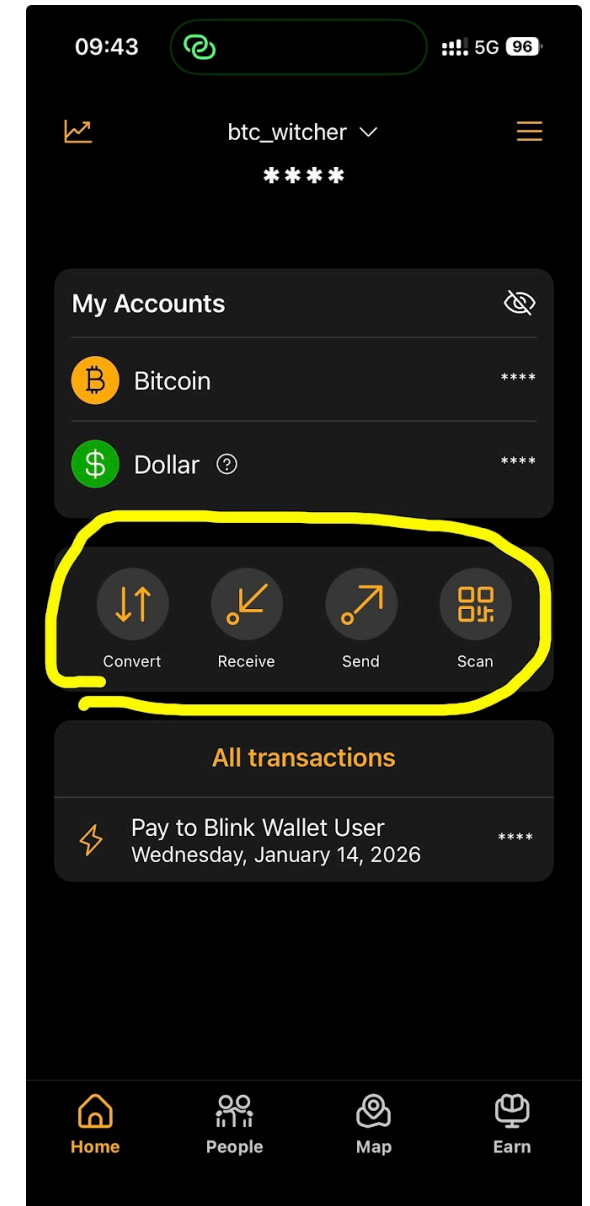 09:43
5G 96
btc_witcher
****
My Accounts
Bitcoin ****
Dollar ? ****
Convert Receive Send Scan
All transactions
Pay to Blink Wallet User
Wednesday, January 14, 2026
****
Home People Map Earn